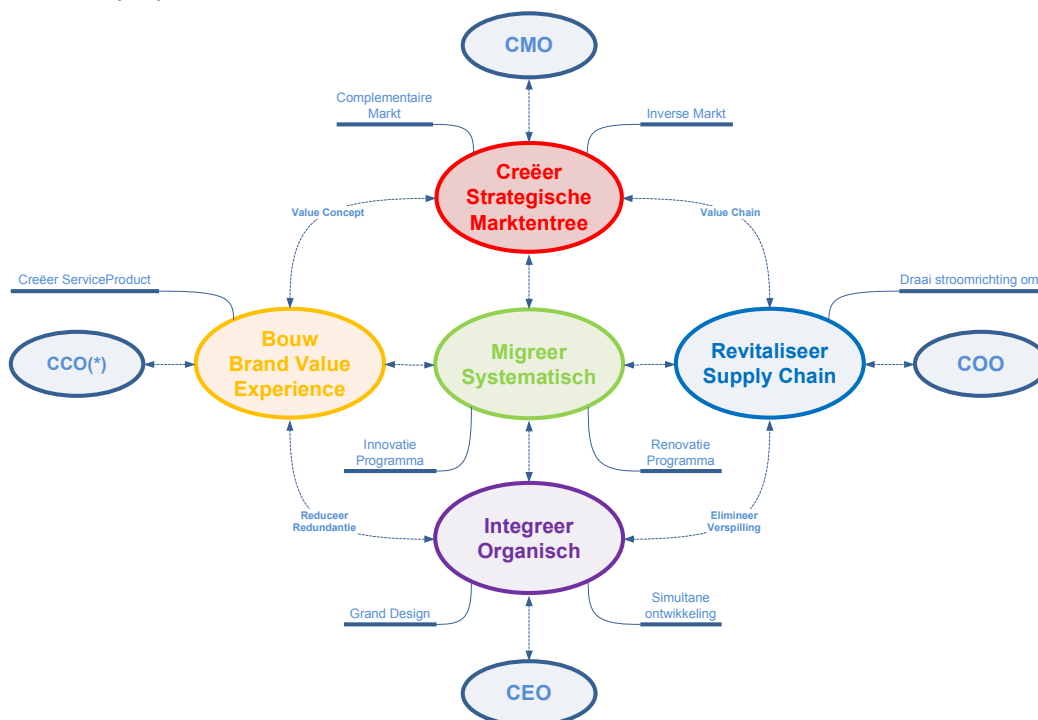 CMO
Complementaire
Markt
Inverse Markt
Creëer
Strategische
Marktentree
Value Concept
Value Chain
Creëer ServiceProduct
Draai stroomrichting om
CCO(*)
Bouw
Brand Value
Experience
Migreer
Systematisch
Revitaliseer
Supply Chain
COO
Innovatie
Programma
Renovatie
Programma
Reduceer
Redundantie
Integreer
Organisch
Elimineer
Verspilling
Grand Design
Simultane
ontwikkeling
CEO